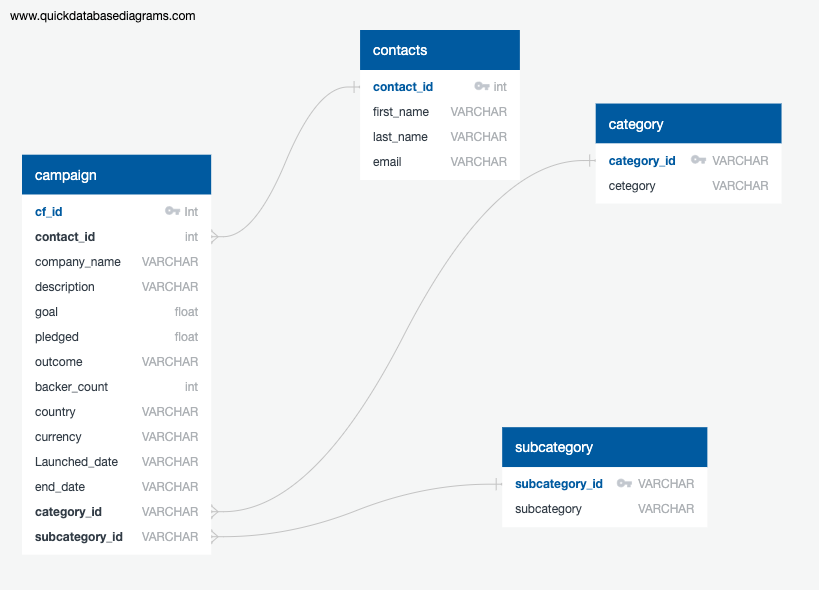 www.quickdatabasediagrams.com
contacts
contact_id int
first_name VARCHAR
last_name VARCHAR
email VARCHAR
category
category_id VARCHAR
cetegory VARCHAR
campaign
cf_id Int
contact_id int
company_name VARCHAR
description VARCHAR
goal float
pledged float
outcome VARCHAR
backer_count int
country VARCHAR
currency VARCHAR
Launched_date VARCHAR
end_date VARCHAR
category_id VARCHAR
subcategory_id VARCHAR
subcategory
subcategory_id VARCHAR
subcategory VARCHAR